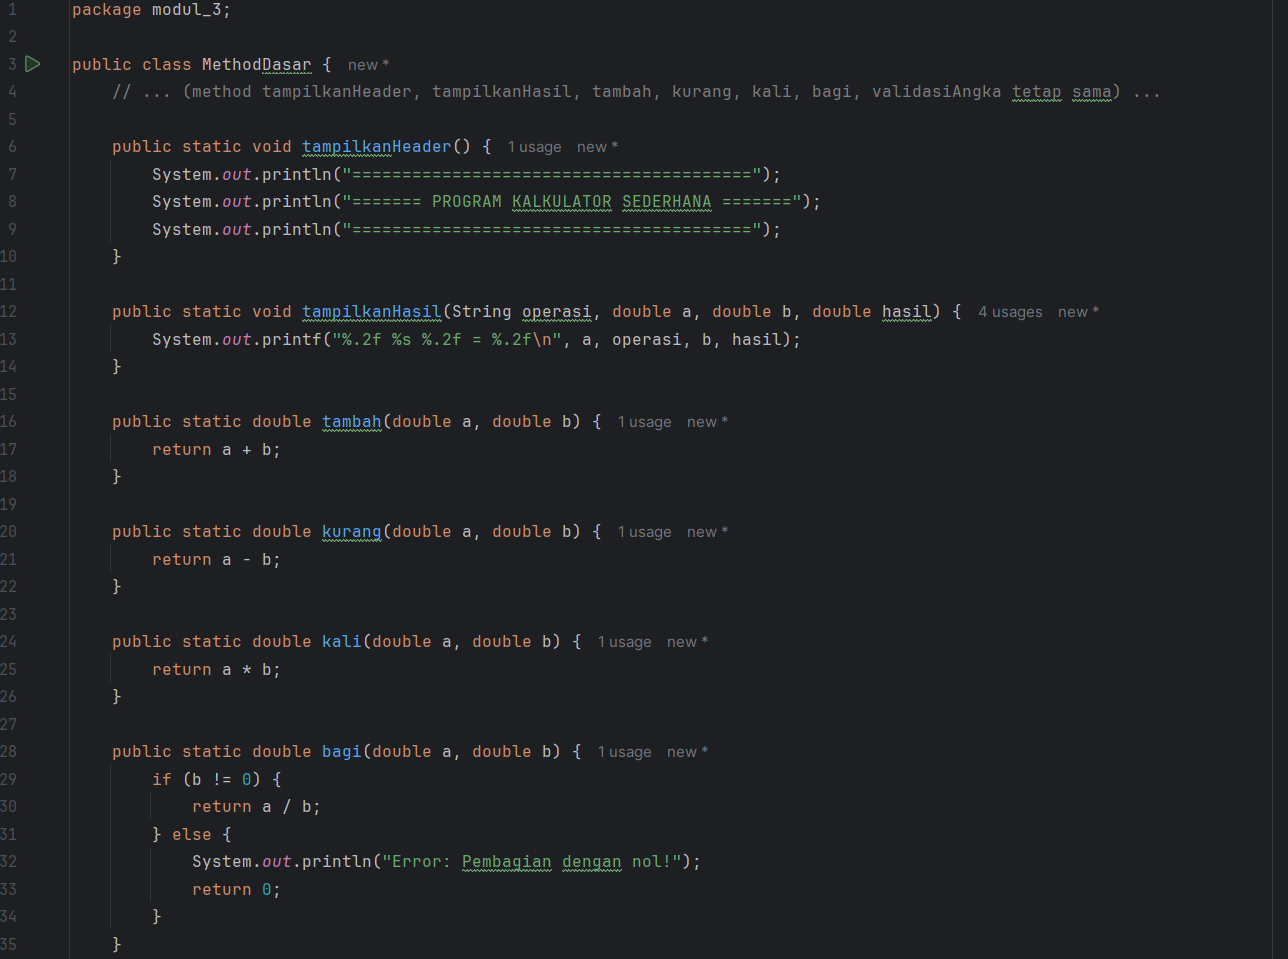 1 package modul_3;
2
3 public class MethodDasar { new *
4 // ... (method tampilkanHeader, tampilkanHasil, tambah, kurang, kali, bagi, validasiAngka tetap sama) ...
5
6 public static void tampilkanHeader() { 1 usage new *
7 System.out.println("========================================");
8 System.out.println("======= PROGRAM KALKULATOR SEDERHANA =======");
9 System.out.println("========================================");
10 }
11
12 public static void tampilkanHasil(String operasi, double a, double b, double hasil) { 4 usages new *
13 System.out.printf("%.2f %s %.2f = %.2f\n", a, operasi, b, hasil);
14 }
15
16 public static double tambah(double a, double b) { 1 usage new *
17 return a + b;
18 }
19
20 public static double kurang(double a, double b) { 1 usage new *
21 return a - b;
22 }
23
24 public static double kali(double a, double b) { 1 usage new *
25 return a * b;
26 }
27
28 public static double bagi(double a, double b) { 1 usage new *
29 if (b != 0) {
30 return a / b;
31 } else {
32 System.out.println("Error: Pembagian dengan nol!");
33 return 0;
34 }
35 }